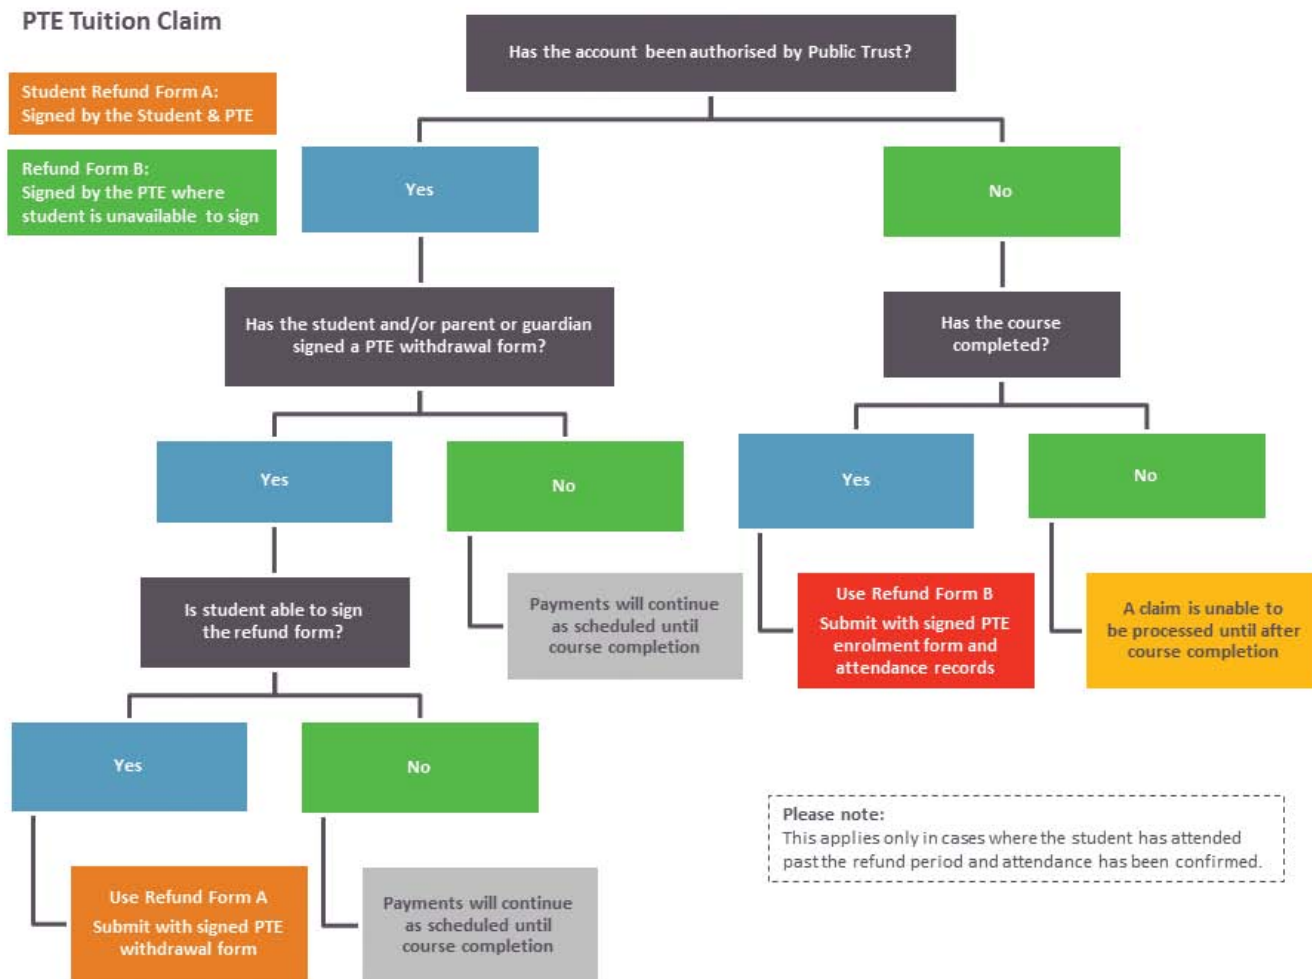 PTE Tuition Claim
Has the account been authorised by Public Trust?
Student Refund Form A:
Signed by the Student & PTE
Refund Form B:
Signed by the PTE where
student is unavailable to sign
Yes
No
Has the student and/or parent or guardian
signed a PTE withdrawal form?
Has the course
completed?
Yes
No
Yes
No
Is student able to sign
the refund form?
Payments will continue
as scheduled until
course completion
Use Refund Form B
Submit with signed PTE
enrolment form and
attendance records
A claim is unable to
be processed until after
course completion
Yes
No
Please note:
This applies only in cases where the student has attended
past the refund period and attendance has been confirmed.
Use Refund Form A
Submit with signed PTE
withdrawal form
Payments will continue
as scheduled until
course completion